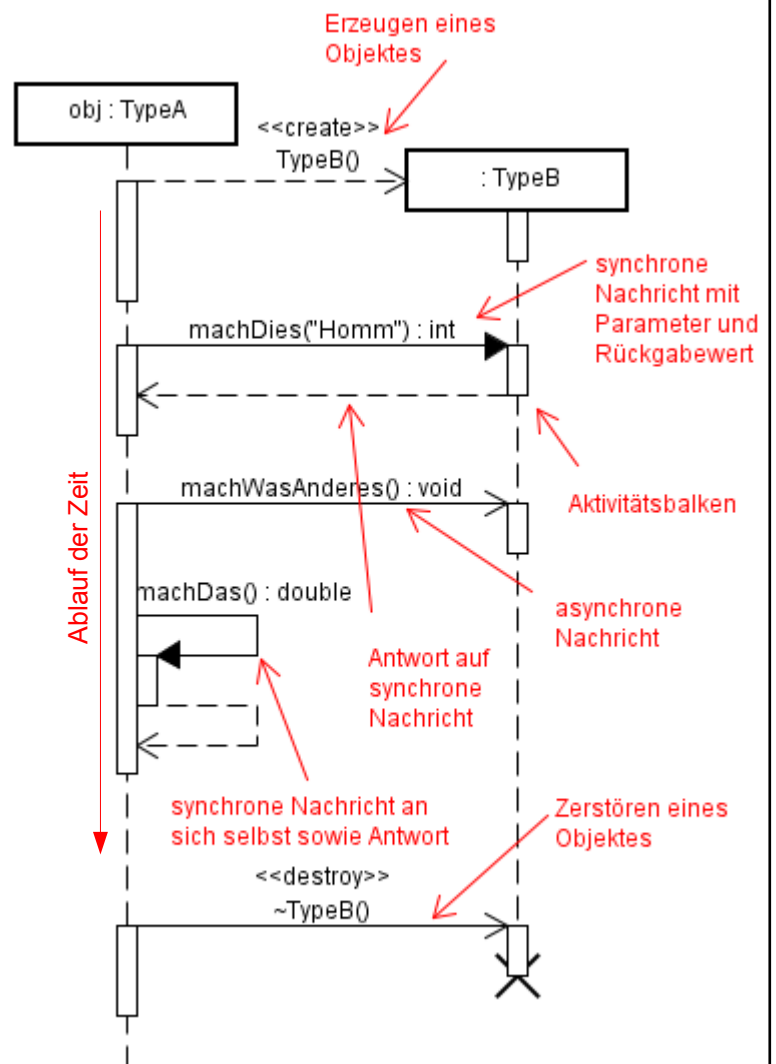 Erzeugen eines
Objektes
obj : TypeA
<<create>>
TypeB()
: TypeB
synchrone
Nachricht mit
Parameter und
Rückgabewert
machDies("Homm") : int
Ablauf der Zeit
machWasAnderes() : void
Aktivitätsbalken
machDas() : double
asynchrone
Nachricht
Antwort auf
synchrone
Nachricht
synchrone Nachricht an
sich selbst sowie Antwort
Zerstören eines
Objektes
<<destroy>>
~TypeB()